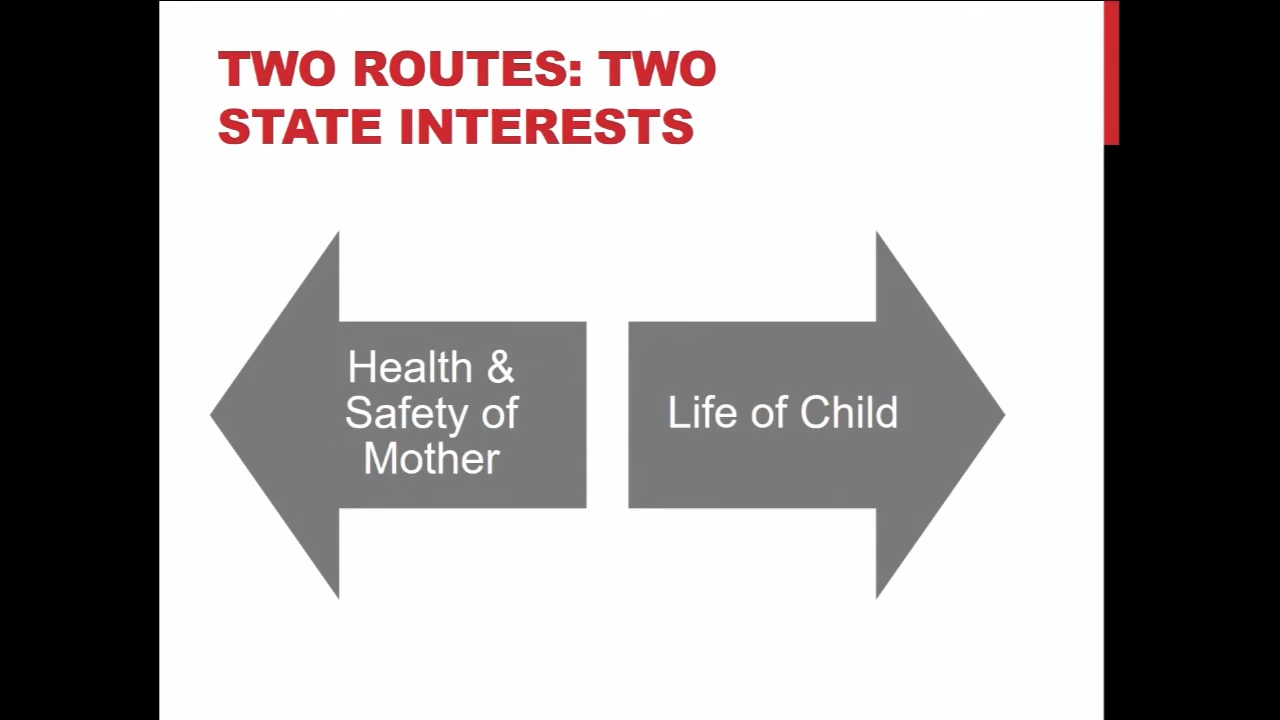 TWO ROUTES: TWO
STATE INTERESTS
Health &
Safety of
Mother
Life of Child